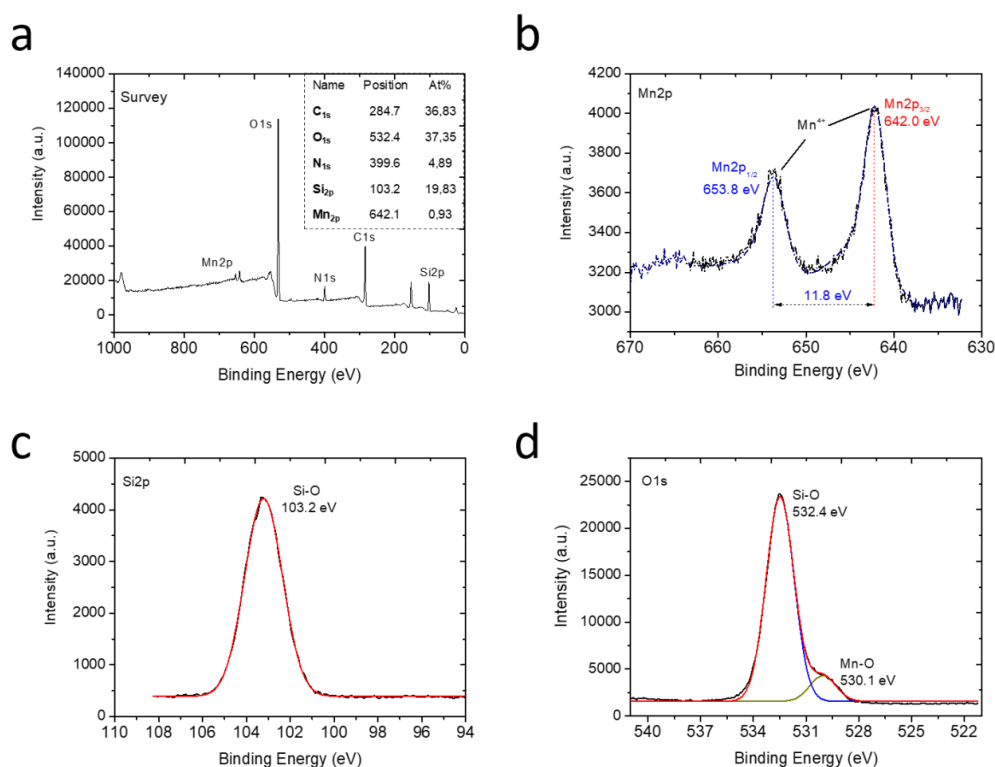 a
Survey
Name Position At%
C1s 284.7 36,83
O1s 532.4 37,35
N1s 399.6 4,89
Si2p 103.2 19,83
Mn2p 642.1 0,93
O1s
C1s
Mn2p
N1s
Si2p
140000
120000
100000
80000
60000
40000
20000
0
1000 800 600 400 200 0
Intensity (a.u.)
Binding Energy (eV)
b
Mn2p
Mn2p3/2
642.0 eV
Mn⁴⁺
Mn2p1/2
653.8 eV
11.8 eV
4200
4000
3800
3600
3400
3200
3000
670 660 650 640 630
Intensity (a.u.)
Binding Energy (eV)
c
Si2p
Si-O
103.2 eV
5000
4000
3000
2000
1000
0
110 108 106 104 102 100 98 96 94
Intensity (a.u.)
Binding Energy (eV)
d
O1s
Si-O
532.4 eV
Mn-O
530.1 eV
25000
20000
15000
10000
5000
0
540 537 534 531 528 525 522
Intensity (a.u.)
Binding Energy (eV)